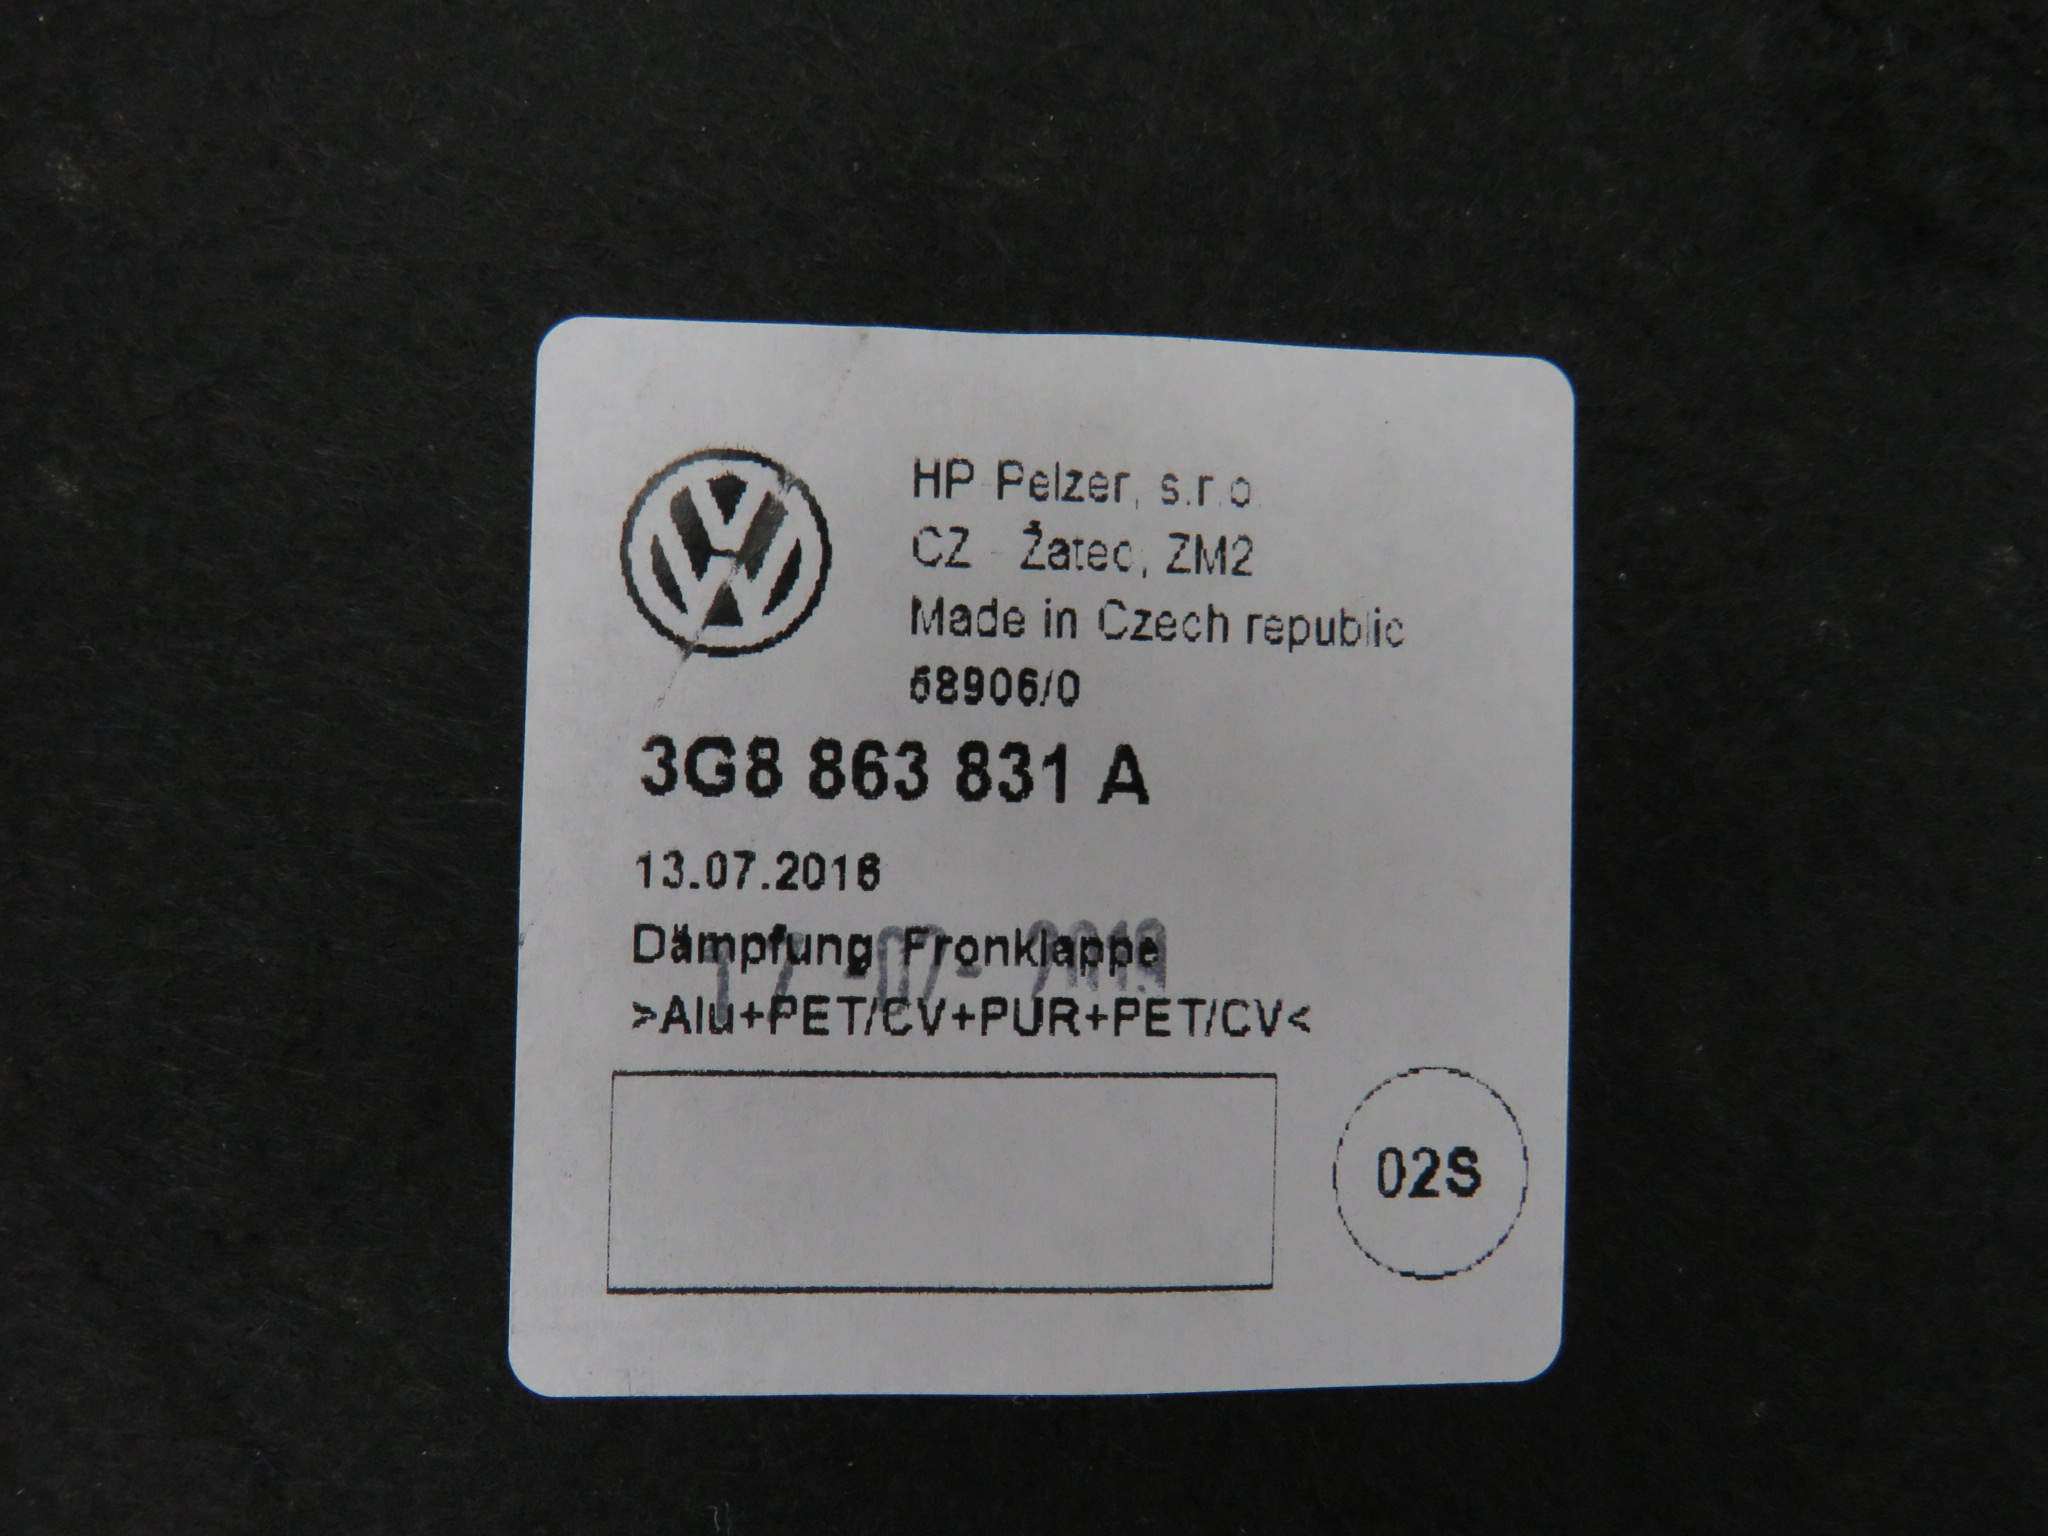 HP Pelzer, s.r.o.
CZ - Žatec, ZM2
Made in Czech republic
58906/0
3G8 863 831 A
13.07.2016
Dämpfung Fronklappe
>Alu+PET/CV+PUR+PET/CV<
02S